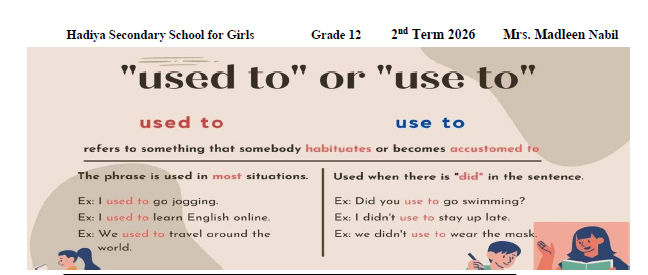 Hadiya Secondary School for Girls Grade 12 2nd Term 2026 Mrs. Madleen Nabil
"used to" or "use to"
used to use to
refers to something that somebody habituates or becomes accustomed to
The phrase is used in most situations.
Ex: I used to go jogging.
Ex: I used to learn English online.
Ex: We used to travel around the
world.
Used when there is "did" in the sentence.
Ex: Did you use to go swimming?
Ex: I didn't use to stay up late.
Ex: we didn't use to wear the mask.